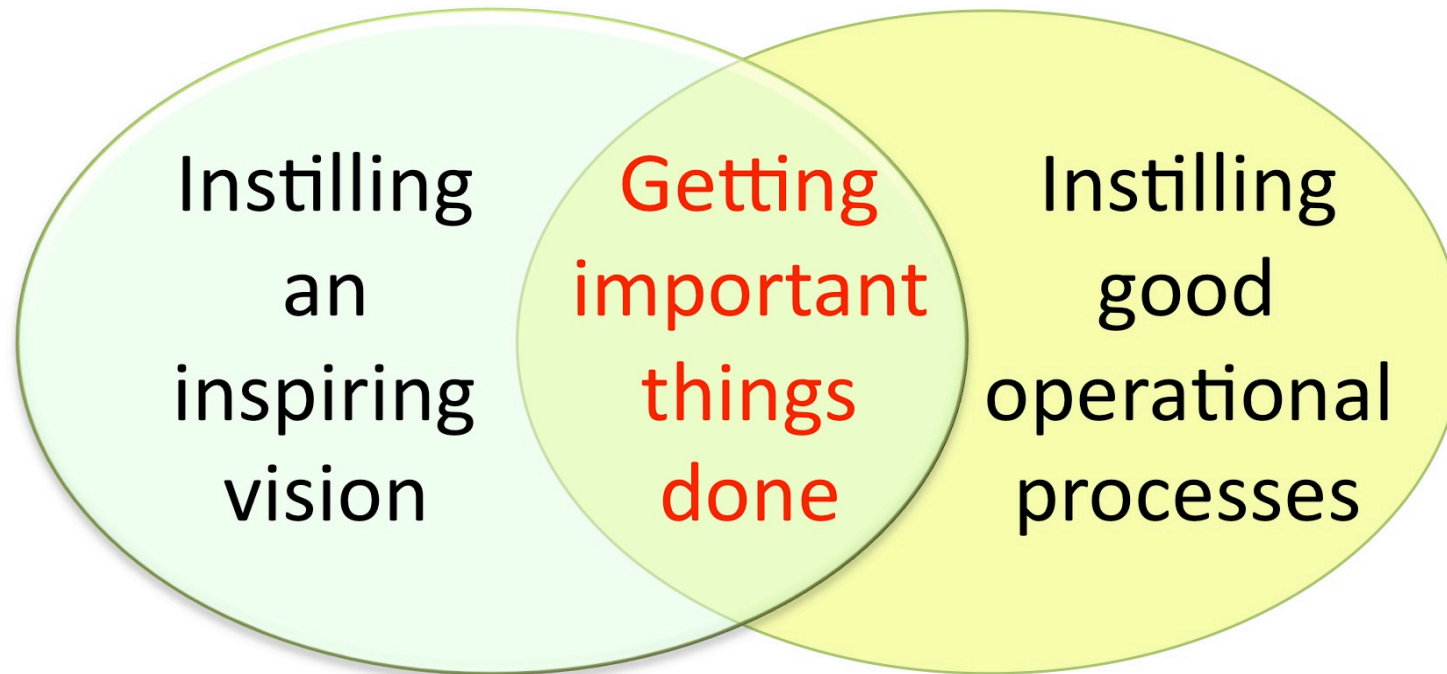 Instilling
an
inspiring
vision
Getting
important
things
done
Instilling
good
operational
processes